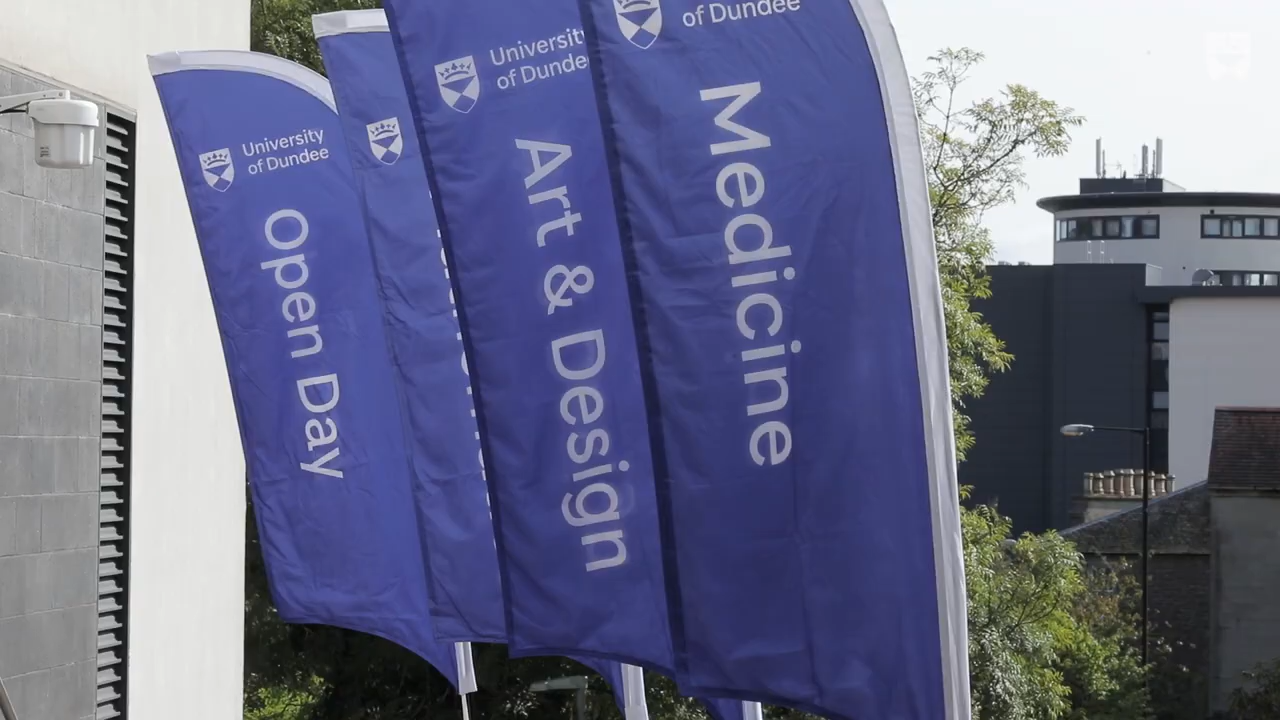 University
of Dundee
Open Day
University
of Dundee
Art & Design
of Dundee
Medicine